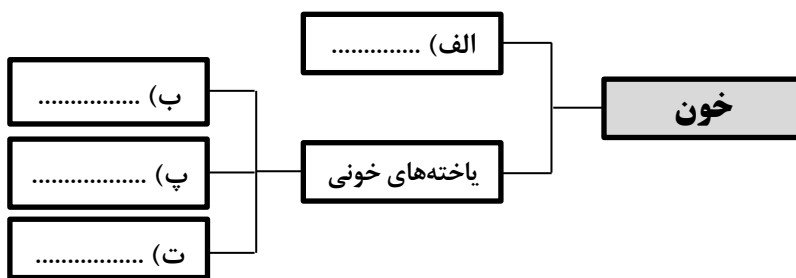 خون
الف) ..............
یاخته‌های خونی
ب) ................
پ) ..................
ت) .................